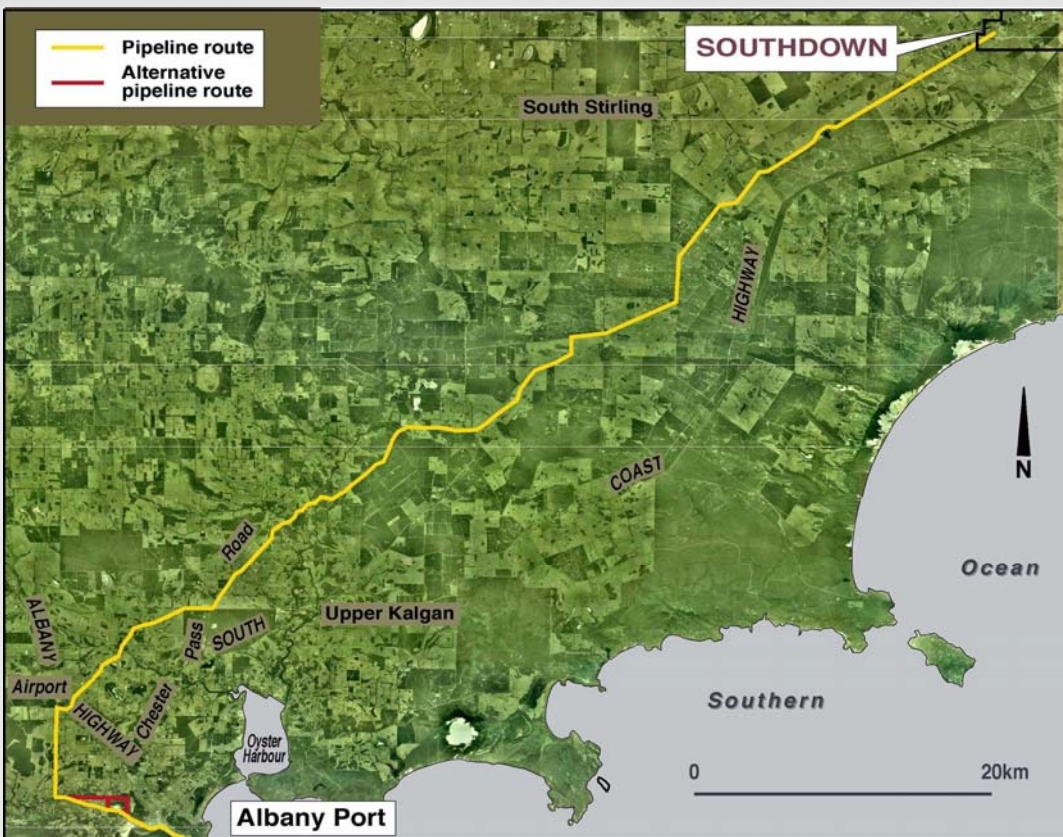 Pipeline route
Alternative
pipeline route
SOUTHDOWN
South Stirling
HIGHWAY
COAST
N
Road
Ocean
ALBANY
Upper Kalgan
Pass
SOUTH
Airport
HIGHWAY
Chester
Southern
Oyster
Harbour
0 20km
Albany Port